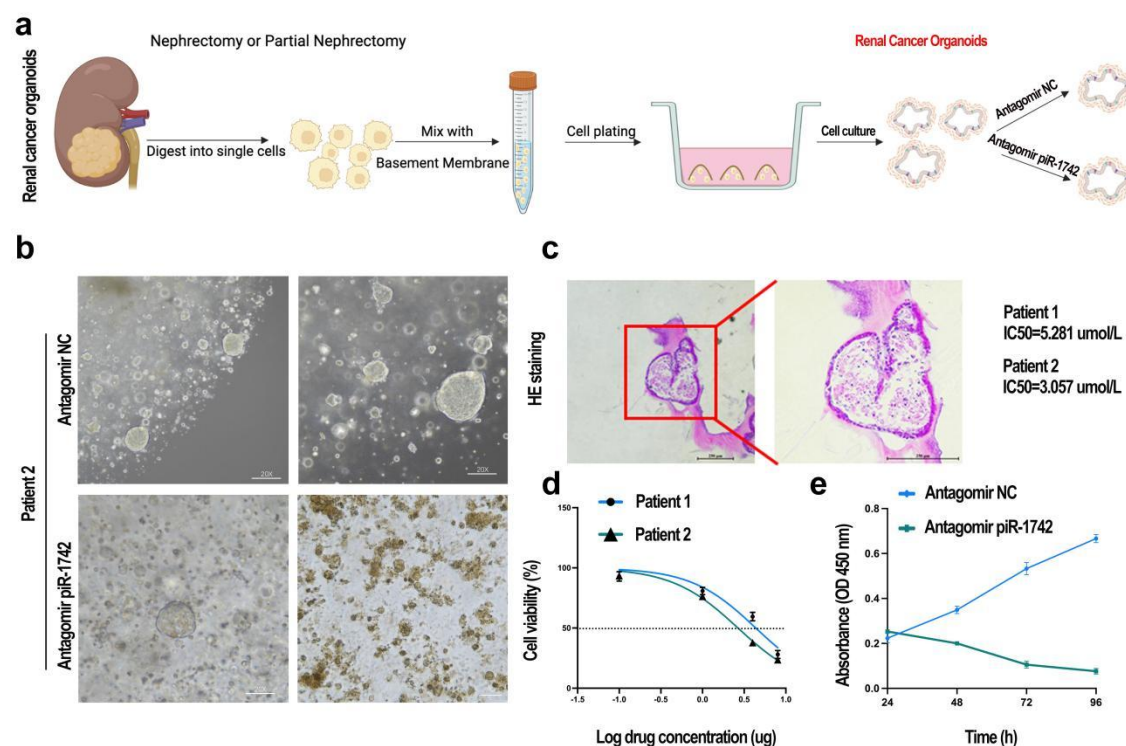 a
Nephrectomy or Partial Nephrectomy
Renal Cancer Organoids
Renal cancer organoids
Digest into single cells
Mix with
Basement Membrane
Cell plating
Cell culture
Antagomir NC
Antagomir piR-1742
b
Patient 2
Antagomir NC
20X
20X
Antagomir piR-1742
c
HE staining
Patient 1
IC50=5.281 umol/L
Patient 2
IC50=3.057 umol/L
d
Patient 1
Patient 2
Cell viability (%)
150
100
50
0
-1.5 -1.0 -0.5 0.0 0.5 1.0 1.5
Log drug concentration (ug)
e
Antagomir NC
Antagomir piR-1742
Absorbance (OD 450 nm)
0.8
0.6
0.4
0.2
0.0
24 48 72 96
Time (h)